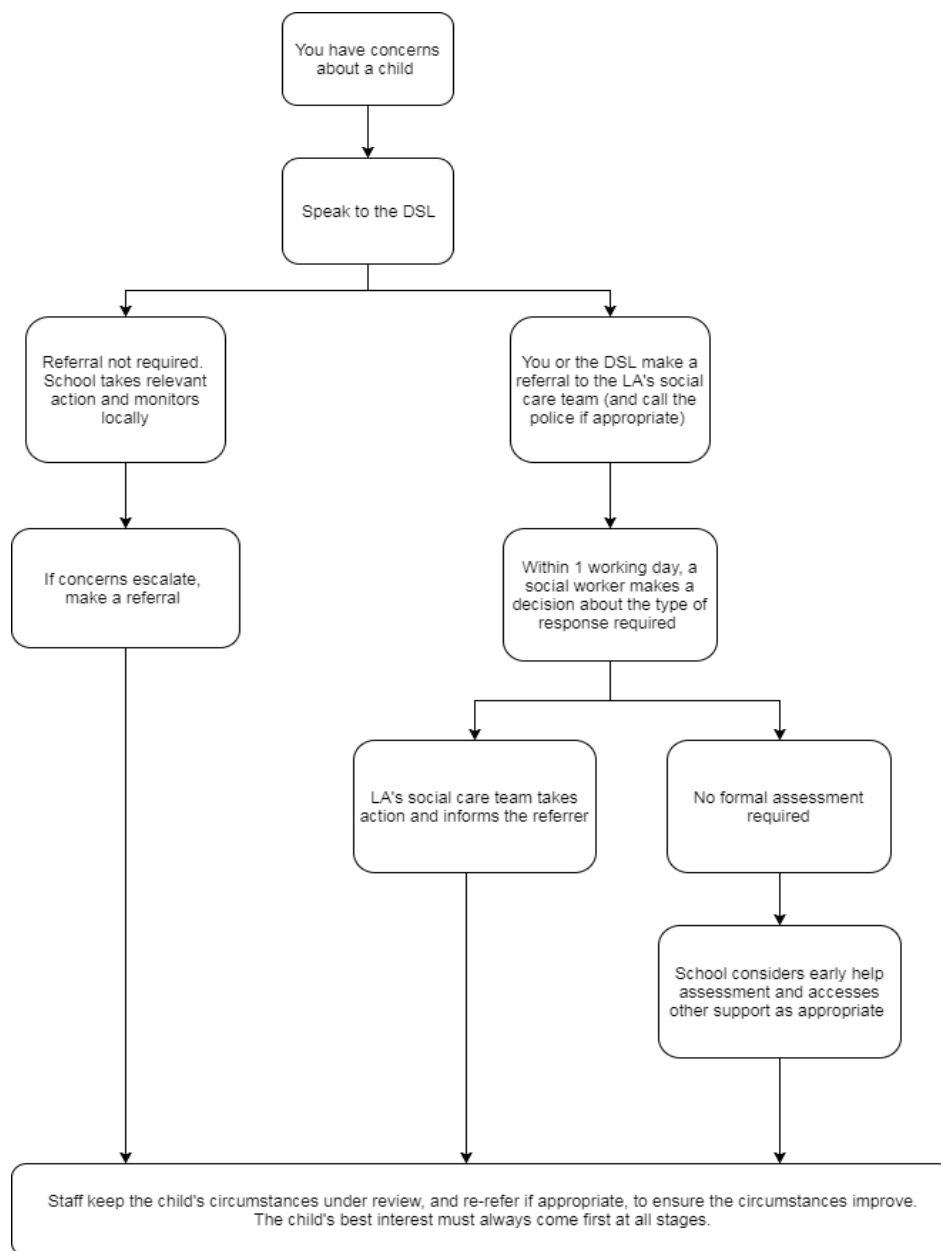 You have concerns
about a child
Speak to the DSL
Referral not required.
School takes relevant
action and monitors
locally
You or the DSL make a
referral to the LA's social
care team (and call the
police if appropriate)
If concerns escalate,
make a referral
Within 1 working day, a
social worker makes a
decision about the type of
response required
LA's social care team takes
action and informs the referrer
No formal assessment
required
School considers early help
assessment and accesses
other support as appropriate
Staff keep the child's circumstances under review, and re-refer if appropriate, to ensure the circumstances improve.
The child's best interest must always come first at all stages.